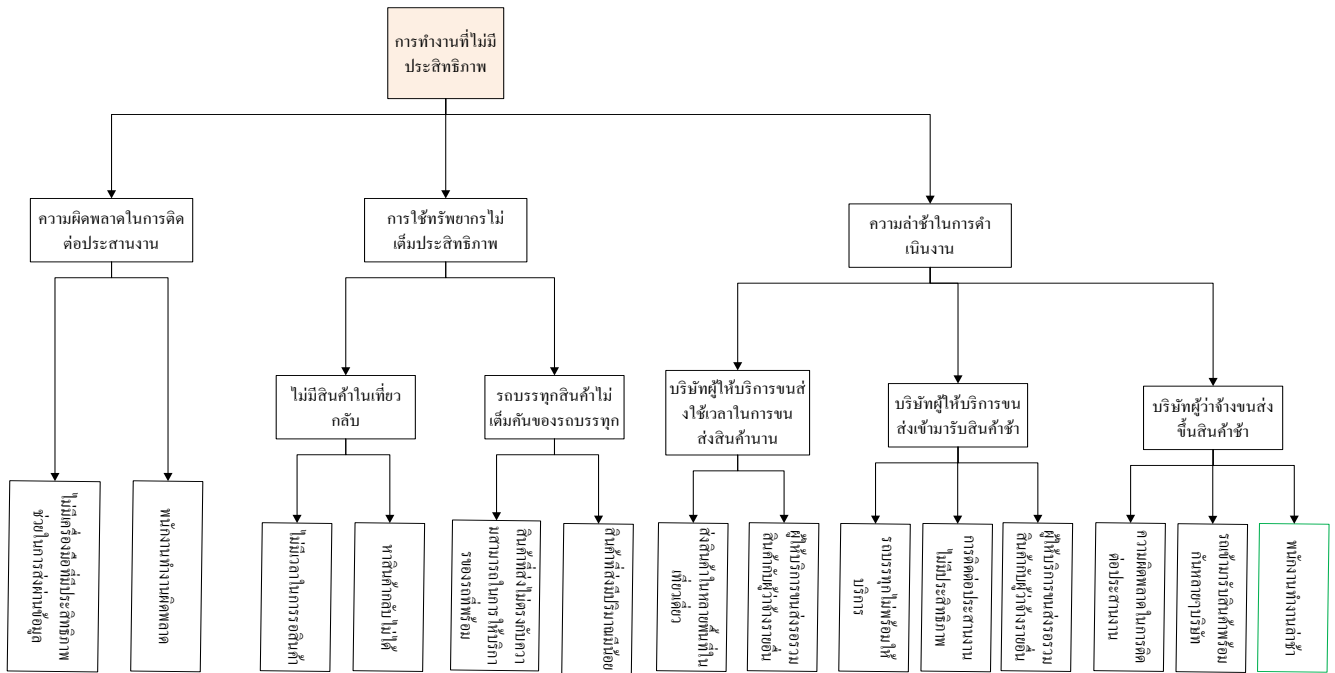 การทำงานที่ไม่มี
ประสิทธิภาพ
ความผิดพลาดในการติด
ต่อประสานงาน
การใช้ทรัพยากรไม่
เต็มประสิทธิภาพ
ความล่าช้าในการดำ
เนินงาน
ไม่มีสินค้าในเที่ยว
กลับ
รถบรรทุกสินค้าไม่
เต็มคันของรถบรรทุก
บริษัทผู้ให้บริการขนส่
งใช้เวลาในการขน
ส่งสินค้านาน
บริษัทผู้ให้บริการขน
ส่งเข้ามารับสินค้าช้า
บริษัทผู้ว่าจ้างขนส่ง
ขึ้นสินค้าช้า
ไม่มีเครื่องมือที่มีประสิทธิภาพ
ช่วยในการส่งผ่านข้อมูล
พนักงานทำงานผิดพลาด
ไม่มีเวลาในการรอสินค้า
หาสินค้ากลับไม่ได้
สินค้าที่ส่งไม่ตรงกับควา
มสามารถในการให้บริกา
รของรถที่พร้อม
สินค้าที่ส่งมีปริมาณมีน้อย
ส่งสินค้าในหลายพื้นที่ใน
เที่ยวเดียว
ผู้ให้บริการขนส่งรอรวม
สินค้ากับผู้ว่าจ้างรายอื่น
รถบรรทุกไม่พร้อมให้
บริการ
การติดต่อประสานงาน
ไม่มีประสิทธิภาพ
ผู้ให้บริการขนส่งรอรวม
สินค้ากับผู้ว่าจ้างรายอื่น
ความผิดพลาดในการติด
ต่อประสานงาน
รถเข้ามารับสินค้าพร้อม
กันหลายๆบริษัท
พนักงานทำงานล่าช้า